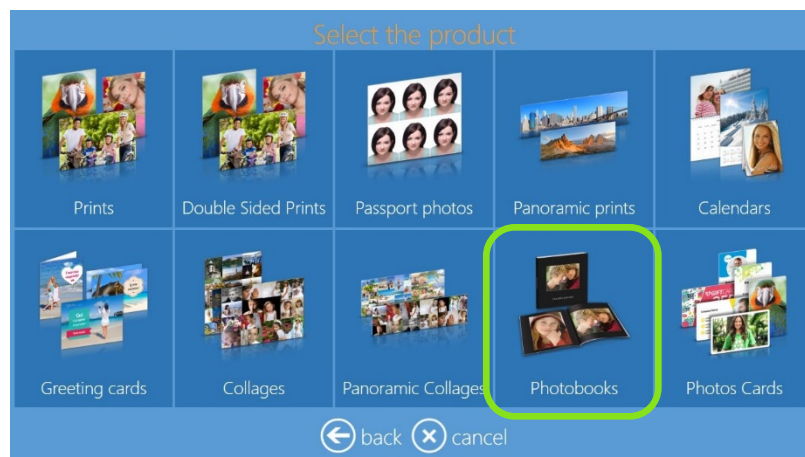 Select the product
Prints
Double Sided Prints
Passport photos
Panoramic prints
Calendars
Greeting cards
Collages
Panoramic Collages
Photobooks
Photos Cards
back
cancel